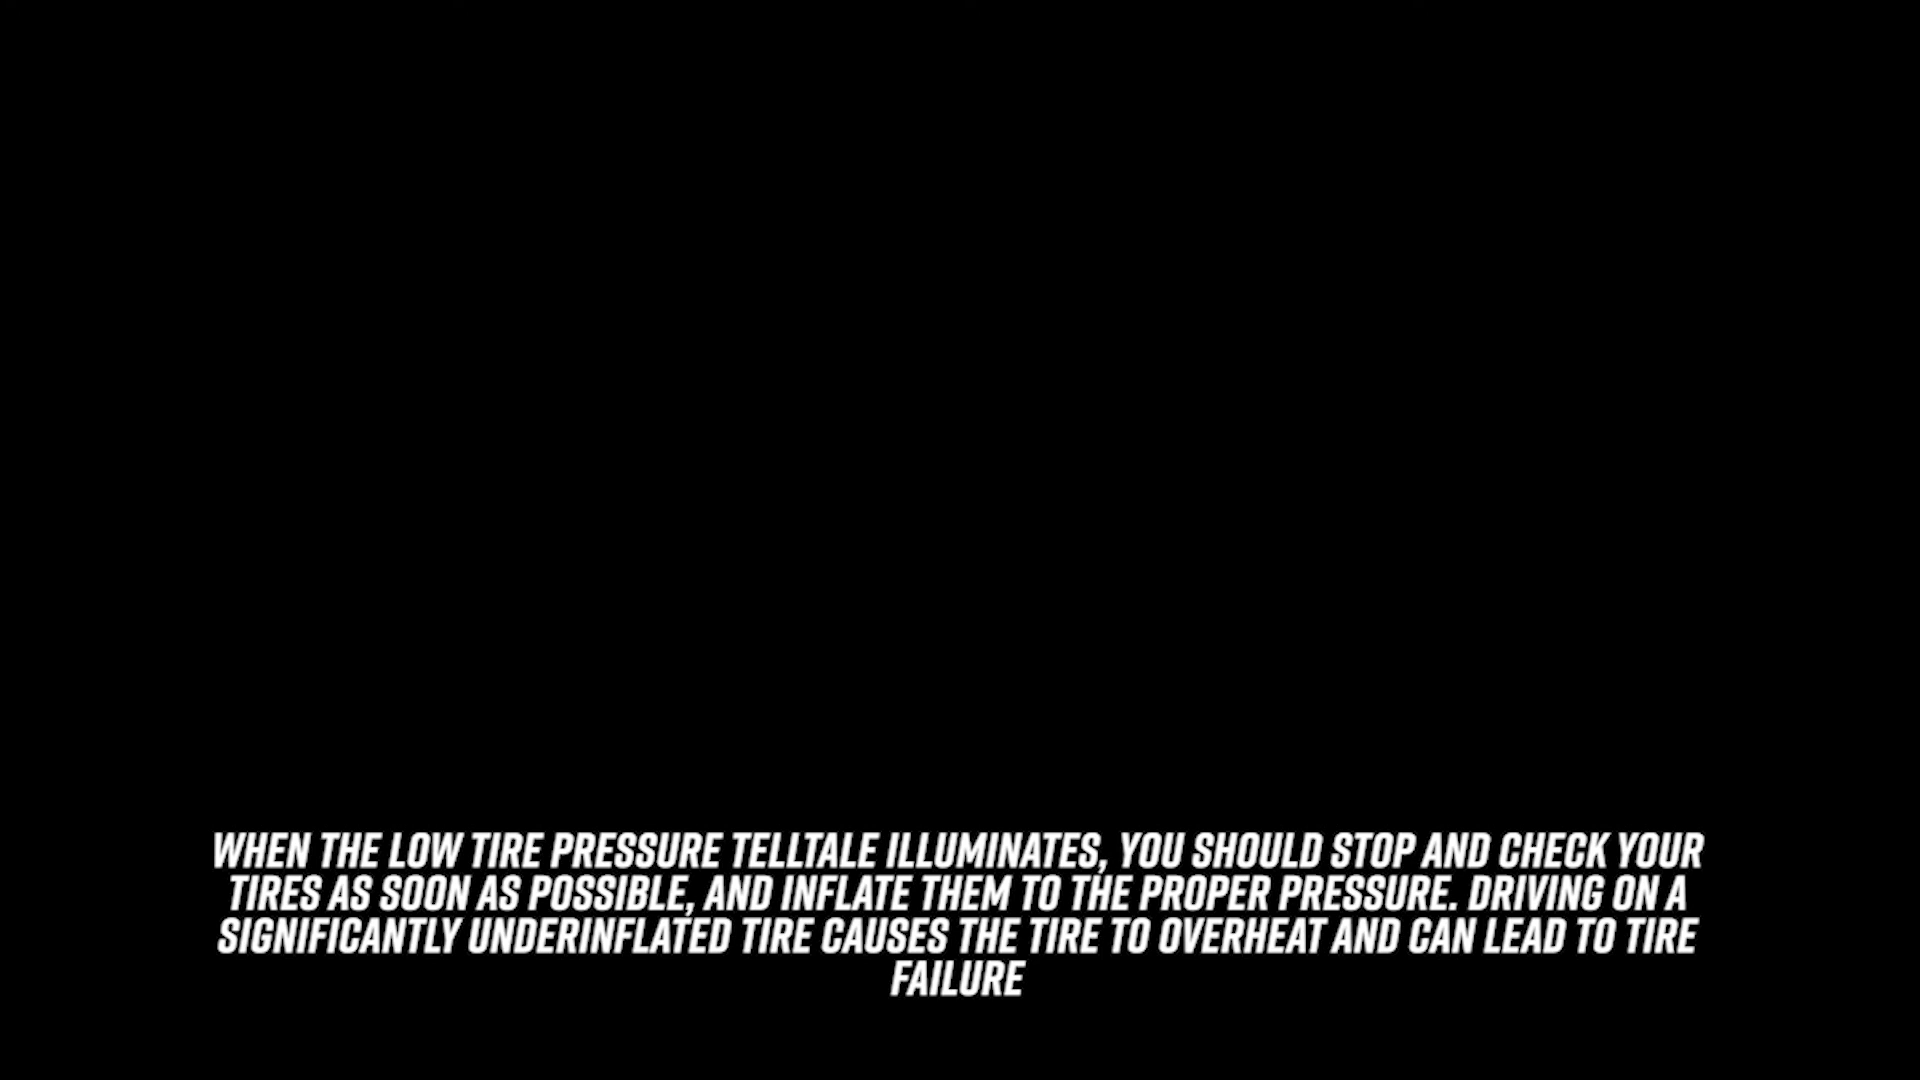 WHEN THE LOW TIRE PRESSURE TELLTALE ILLUMINATES, YOU SHOULD STOP AND CHECK YOUR
TIRES AS SOON AS POSSIBLE, AND INFLATE THEM TO THE PROPER PRESSURE. DRIVING ON A
SIGNIFICANTLY UNDERINFLATED TIRE CAUSES THE TIRE TO OVERHEAT AND CAN LEAD TO TIRE
FAILURE